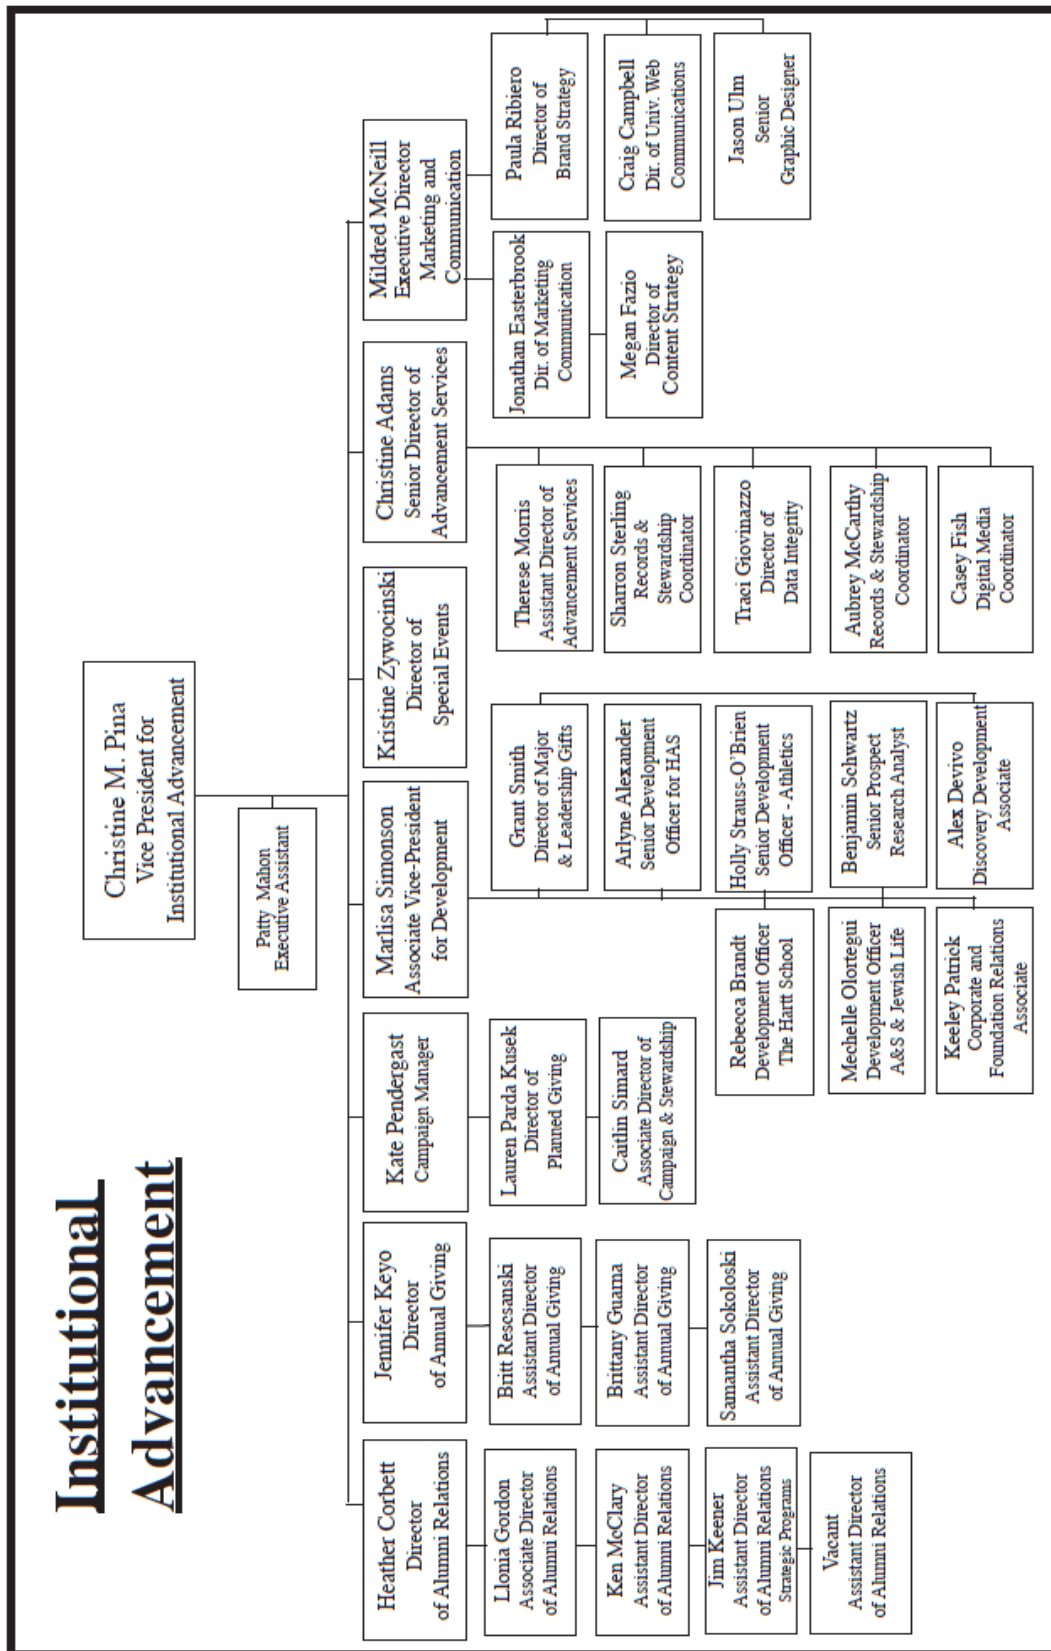 Institutional
Advancement
Christine M. Pina
Vice President for
Institutional Advancement
Patty Mahon
Executive Assistant
Heather Corbett
Director
of Alumni Relations
Jennifer Keyo
Director
of Annual Giving
Kate Pendergast
Campaign Manager
Marlisa Simonson
Associate Vice-President
for Development
Kristine Zywocinski
Director of
Special Events
Christine Adams
Senior Director of
Advancement Services
Mildred McNeill
Executive Director
Marketing and
Communication
Llonia Gordon
Associate Director
of Alumni Relations
Ken McClary
Assistant Director
of Alumni Relations
Jim Keener
Assistant Director
of Alumni Relations
Strategic Programs
Vacant
Assistant Director
of Alumni Relations
Britt Rescsanski
Assistant Director
of Annual Giving
Brittany Guarna
Assistant Director
of Annual Giving
Samantha Sokoloski
Assistant Director
of Annual Giving
Lauren Parda Kusek
Director of
Planned Giving
Caitlin Simard
Associate Director of
Campaign & Stewardship
Grant Smith
Director of Major
& Leadership Gifts
Arlyne Alexander
Senior Development
Officer for HAS
Holly Strauss-O'Brien
Senior Development
Officer - Athletics
Benjamin Schwartz
Senior Prospect
Research Analyst
Alex Devivo
Discovery Development
Associate
Rebecca Brandt
Development Officer
The Hartt School
Mechelle Olortegui
Development Officer
A&S & Jewish Life
Keeley Patrick
Corporate and
Foundation Relations
Associate
Therese Morris
Assistant Director of
Advancement Services
Sharron Sterling
Records &
Stewardship
Coordinator
Traci Giovinazzo
Director of
Data Integrity
Aubrey McCarthy
Records & Stewardship
Coordinator
Casey Fish
Digital Media
Coordinator
Jonathan Easterbrook
Dir. of Marketing
Communication
Megan Fazio
Director of
Content Strategy
Paula Ribiero
Director of
Brand Strategy
Craig Campbell
Dir. of Univ. Web
Communications
Jason Ulm
Senior
Graphic Designer